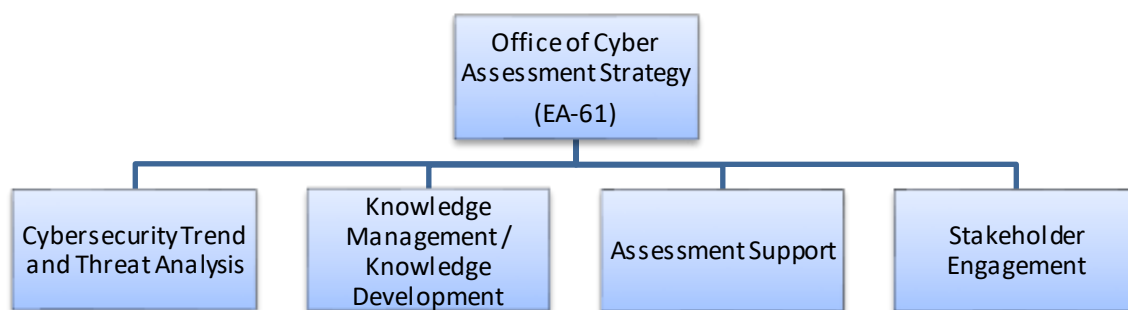 Office of Cyber
Assessment Strategy
(EA-61)
Cybersecurity Trend
and Threat Analysis
Knowledge
Management /
Knowledge
Development
Assessment Support
Stakeholder
Engagement